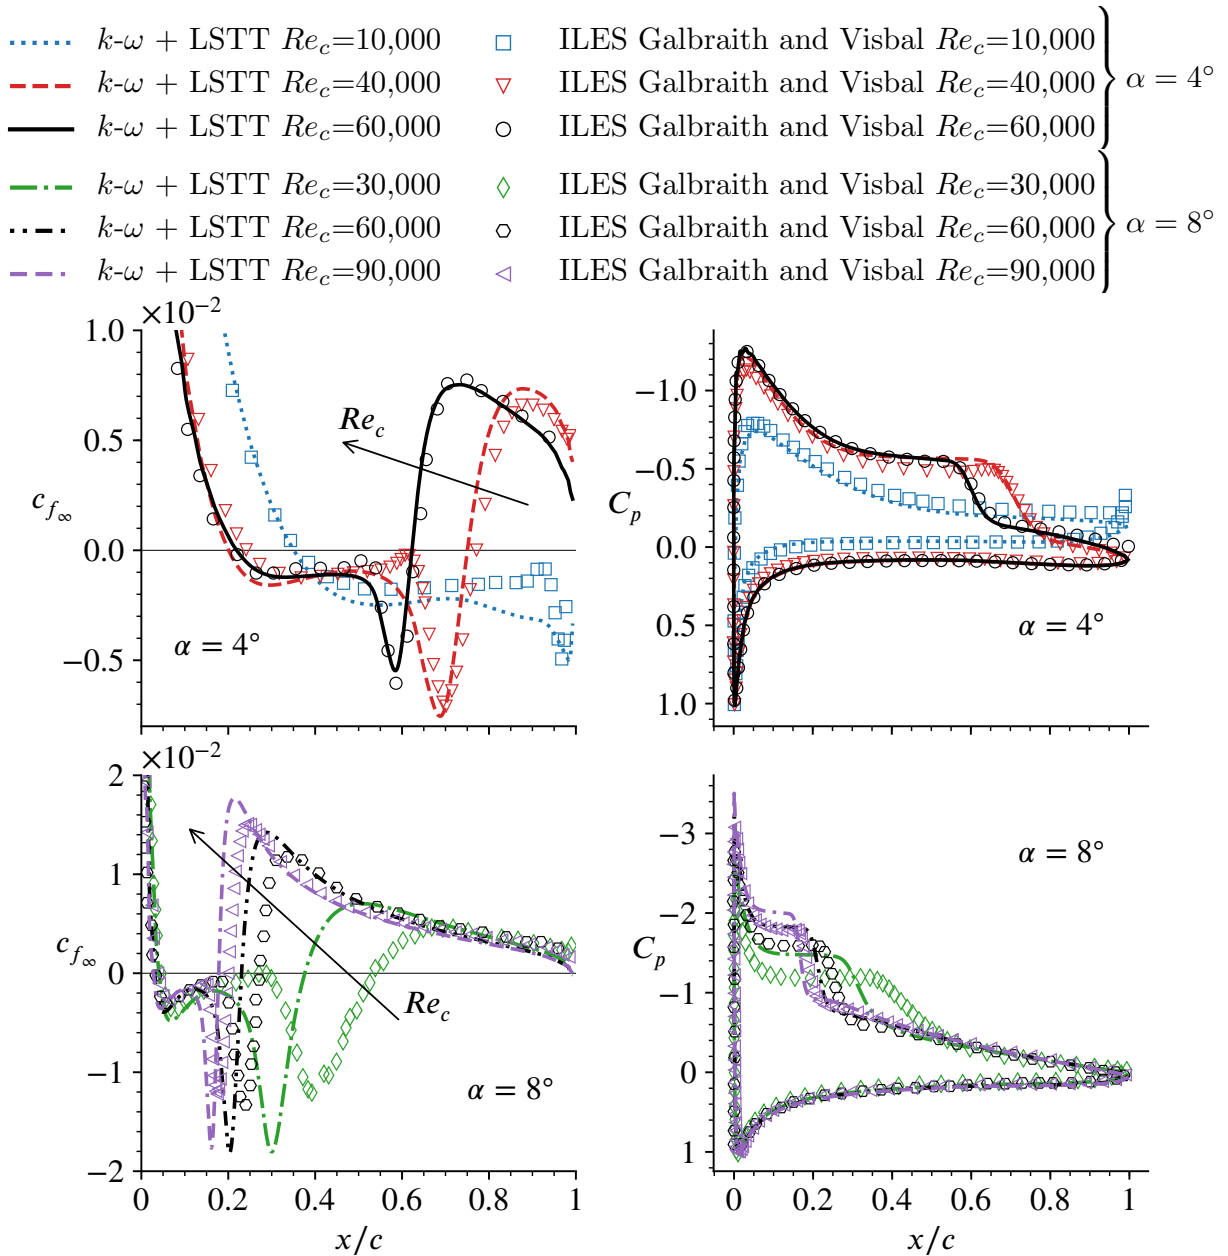 k-ω + LSTT Re_c=10,000 ILES Galbraith and Visbal Re_c=10,000
k-ω + LSTT Re_c=40,000 ILES Galbraith and Visbal Re_c=40,000 α = 4°
k-ω + LSTT Re_c=60,000 ILES Galbraith and Visbal Re_c=60,000
k-ω + LSTT Re_c=30,000 ILES Galbraith and Visbal Re_c=30,000
k-ω + LSTT Re_c=60,000 ILES Galbraith and Visbal Re_c=60,000 α = 8°
k-ω + LSTT Re_c=90,000 ILES Galbraith and Visbal Re_c=90,000
×10⁻²
1.0
0.5
0.0
−0.5
c_f∞
Re_c
α = 4°
−1.0
−0.5
0.0
0.5
1.0
C_p
α = 4°
×10⁻²
2
1
0
−1
−2
c_f∞
Re_c
α = 8°
0 0.2 0.4 0.6 0.8 1
x/c
−3
−2
−1
0
1
C_p
α = 8°
0 0.2 0.4 0.6 0.8 1
x/c